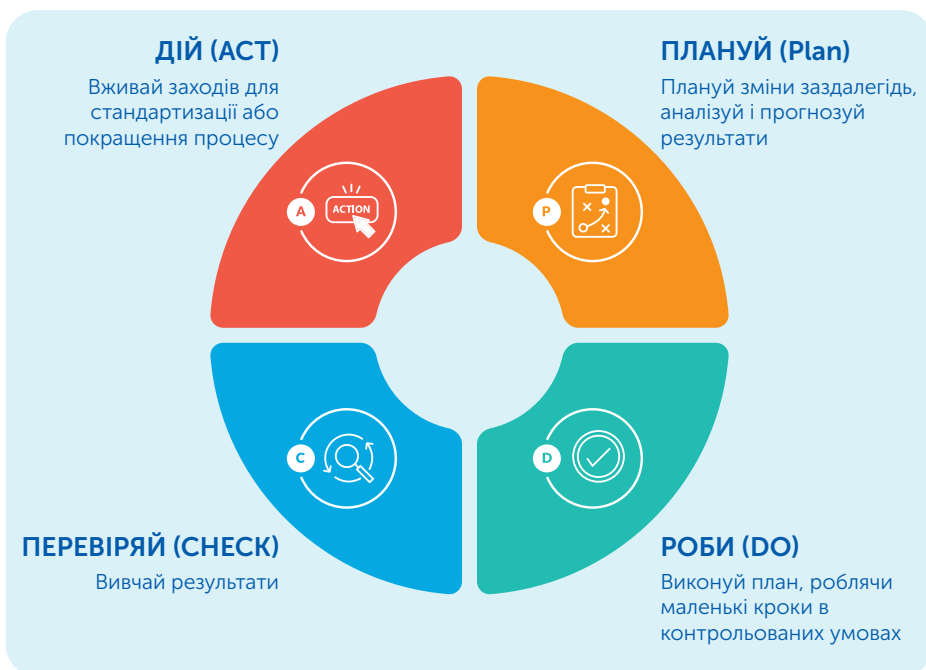 ДІЙ (ACT)
Вживай заходів для
стандартизації або
покращення процесу
ПЛАНУЙ (Plan)
Плануй зміни заздалегідь,
аналізуй і прогнозуй
результати
A
ACTION
P
C
D
ПЕРЕВІРЯЙ (CHECK)
Вивчай результати
РОБИ (DO)
Виконуй план, роблячи
маленькі кроки в
контрольованих умовах